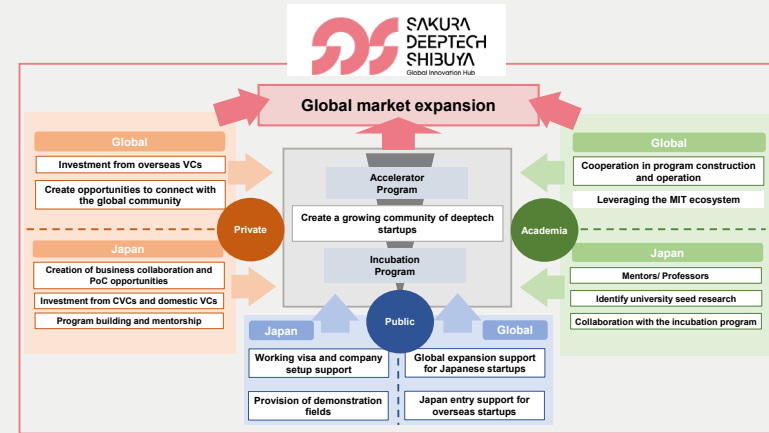 SAKURA
DEEPTECH
SHIBUYA
Global Innovation Hub
Global market expansion
Global
Investment from overseas VCs
Create opportunities to connect with
the global community
Private
Japan
Creation of business collaboration and
PoC opportunities
Investment from CVCs and domestic VCs
Program building and mentorship
Accelerator
Program
Create a growing community of deeptech
startups
Incubation
Program
Global
Cooperation in program construction
and operation
Leveraging the MIT ecosystem
Academia
Japan
Mentors/ Professors
Identify university seed research
Collaboration with the incubation program
Public
Japan
Working visa and company
setup support
Provision of demonstration
fields
Global
Global expansion support
for Japanese startups
Japan entry support for
overseas startups